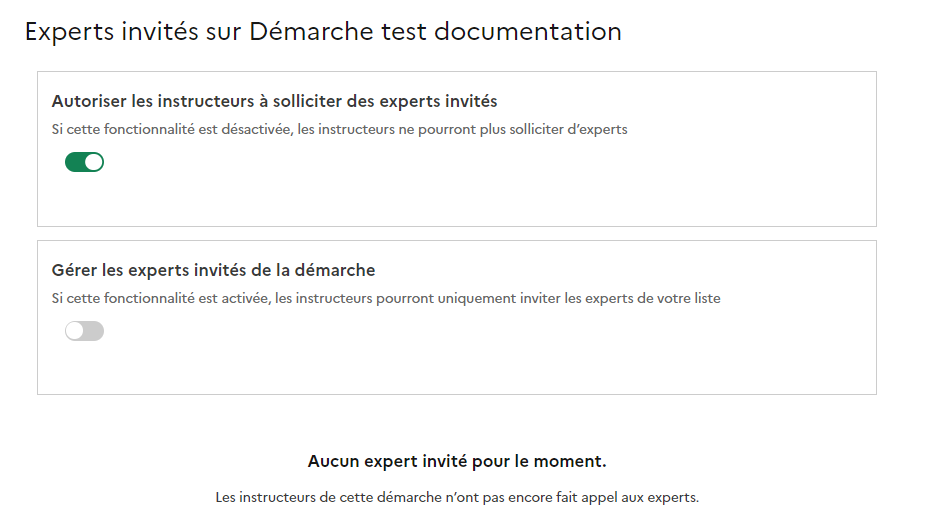 Experts invités sur Démarche test documentation
Autoriser les instructeurs à solliciter des experts invités
Si cette fonctionnalité est désactivée, les instructeurs ne pourront plus solliciter d’experts
Gérer les experts invités de la démarche
Si cette fonctionnalité est activée, les instructeurs pourront uniquement inviter les experts de votre liste
Aucun expert invité pour le moment.
Les instructeurs de cette démarche n’ont pas encore fait appel aux experts.